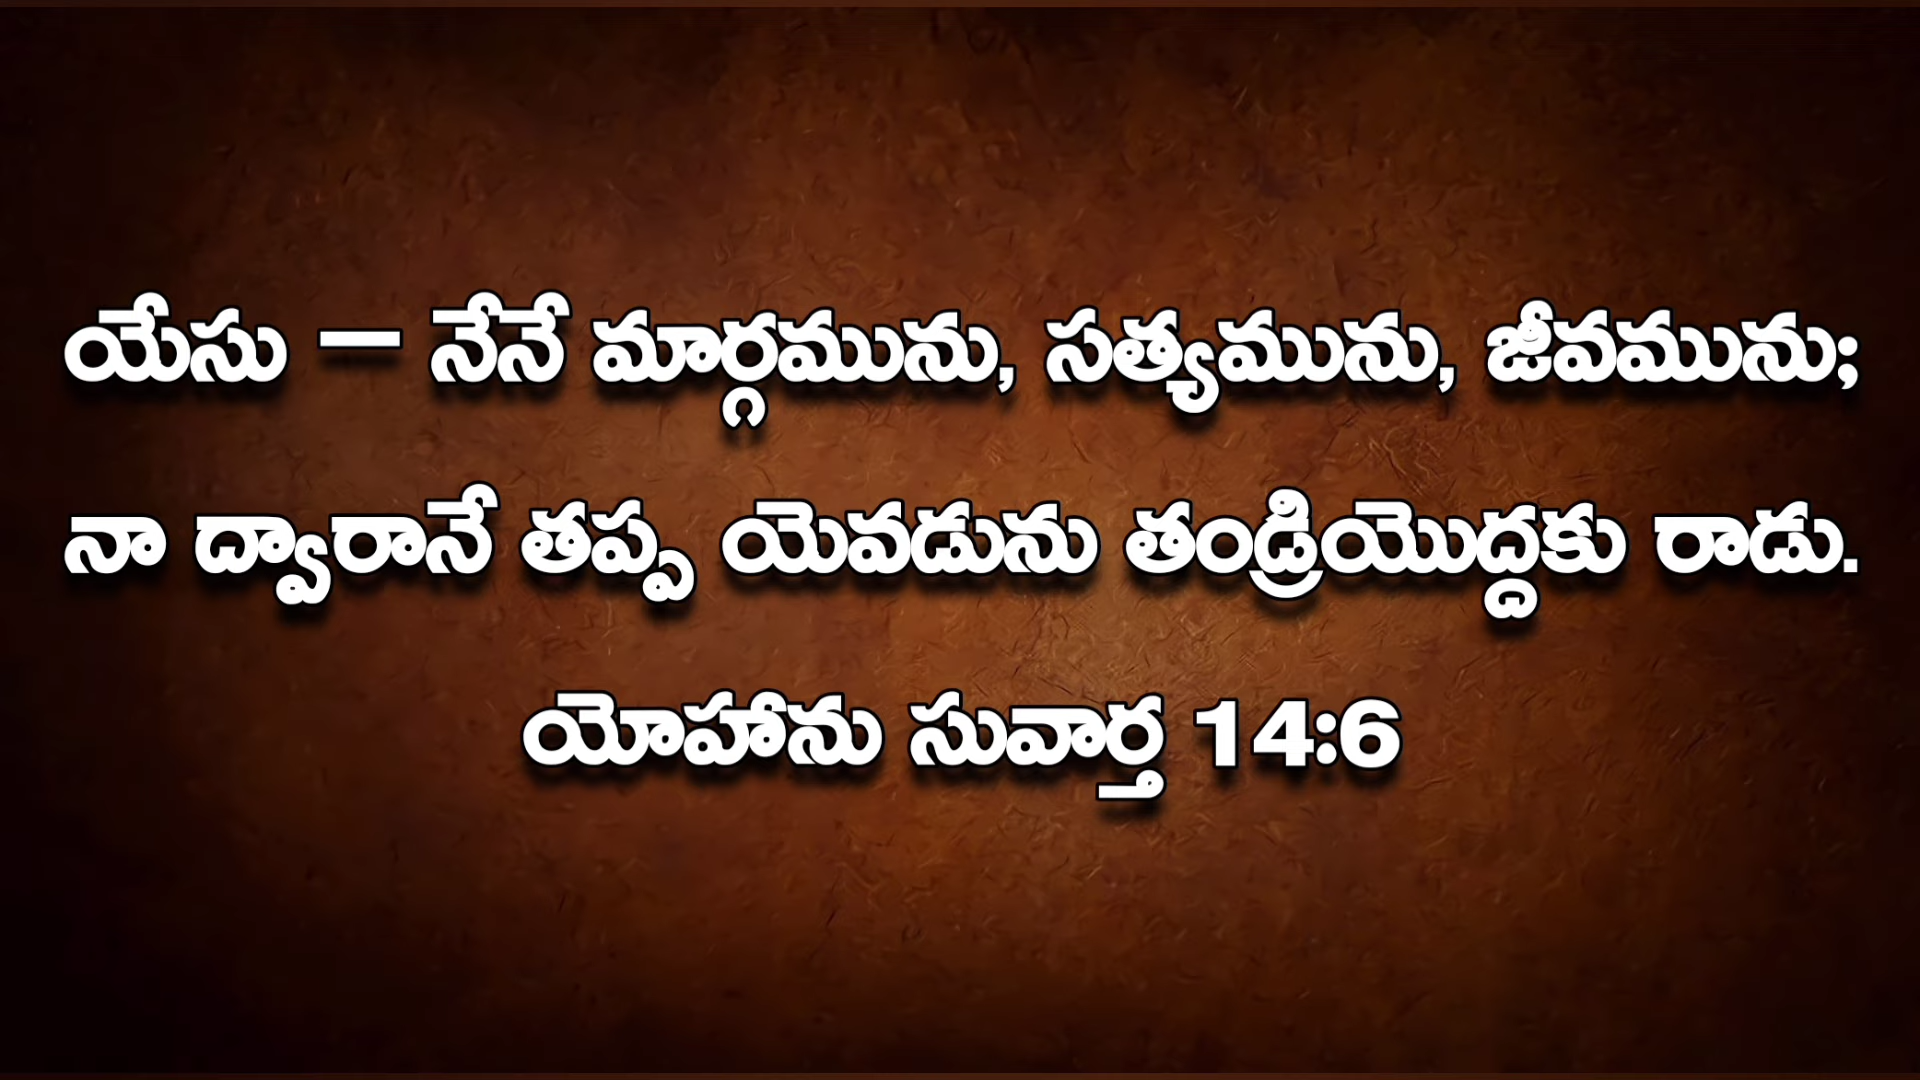 యేసు – నేనే మార్గమును, సత్యమును, జీవమును;
నా ద్వారానే తప్ప యెవడును తండ్రియొద్దకు రాడు.
యోహాను సువార్త 14:6